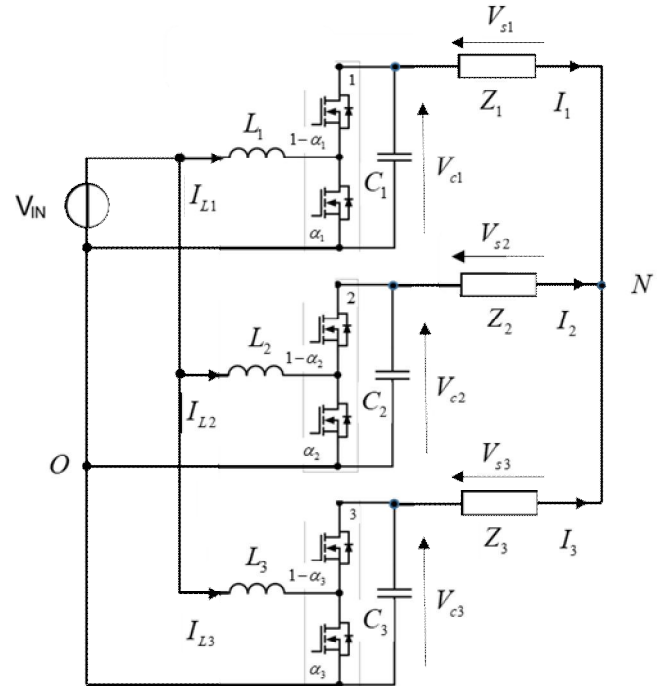 V_{s1}
1
L_1
Z_1
I_1
1-α_1
C_1
V_{c1}
I_{L1}
V_{IN}
α_1
V_{s2}
2
N
L_2
Z_2
I_2
1-α_2
C_2
V_{c2}
I_{L2}
α_2
O
V_{s3}
3
L_3
Z_3
I_3
1-α_3
C_3
V_{c3}
I_{L3}
α_3